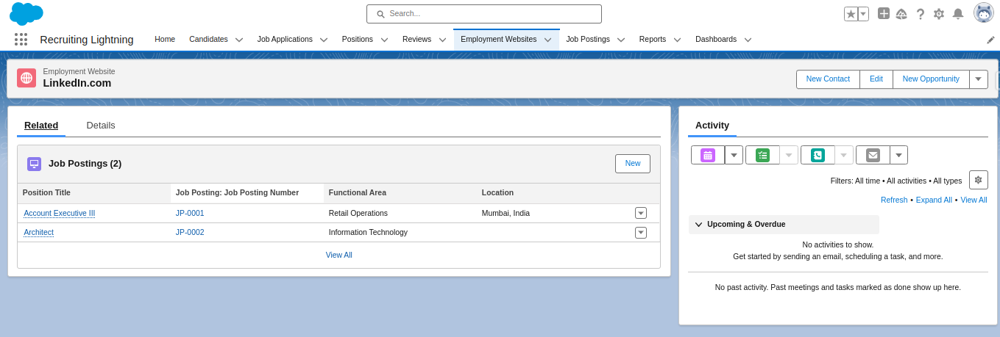 Search...
Recruiting Lightning Home Candidates Job Applications Positions Reviews Employment Websites Job Postings Reports Dashboards
Employment Website
LinkedIn.com
New Contact Edit New Opportunity
Related Details
Job Postings (2) New
Position Title Job Posting: Job Posting Number Functional Area Location
Account Executive III JP-0001 Retail Operations Mumbai, India
Architect JP-0002 Information Technology
View All
Activity
Filters: All time • All activities • All types
Refresh • Expand All • View All
Upcoming & Overdue
No activities to show.
Get started by sending an email, scheduling a task, and more.
No past activity. Past meetings and tasks marked as done show up here.